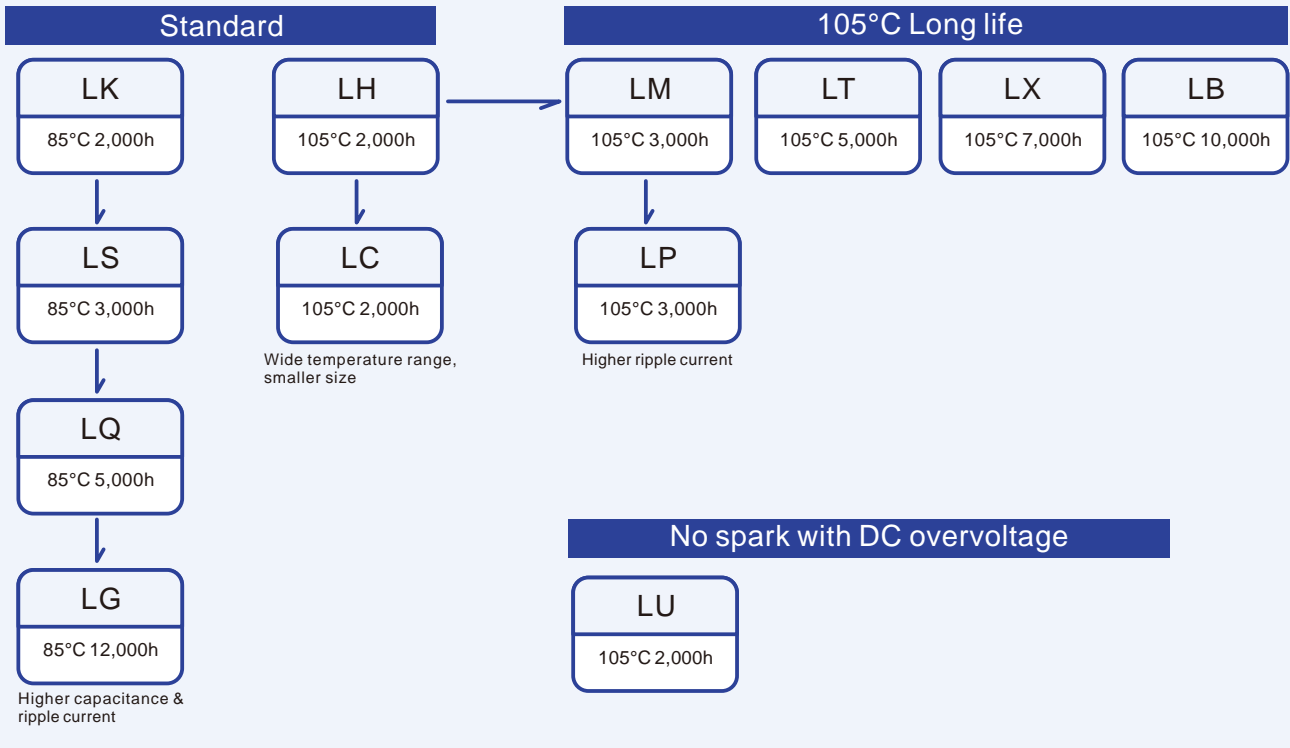 Standard
LK
85°C 2,000h
LH
105°C 2,000h
LS
85°C 3,000h
LC
105°C 2,000h
Wide temperature range,
smaller size
LQ
85°C 5,000h
LG
85°C 12,000h
Higher capacitance &
ripple current
105°C Long life
LM
105°C 3,000h
LT
105°C 5,000h
LX
105°C 7,000h
LB
105°C 10,000h
LP
105°C 3,000h
Higher ripple current
No spark with DC overvoltage
LU
105°C 2,000h